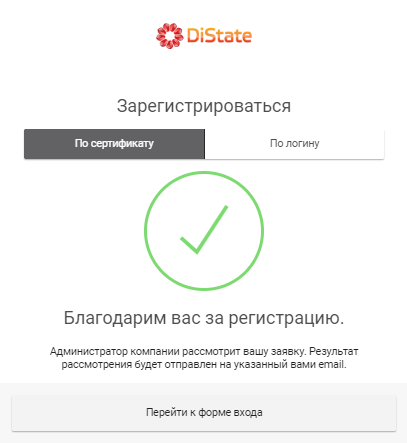 DiState
Зарегистрироваться
По сертификату
По логину
Благодарим вас за регистрацию.
Администратор компании рассмотрит вашу заявку. Результат
рассмотрения будет отправлен на указанный вами email.
Перейти к форме входа